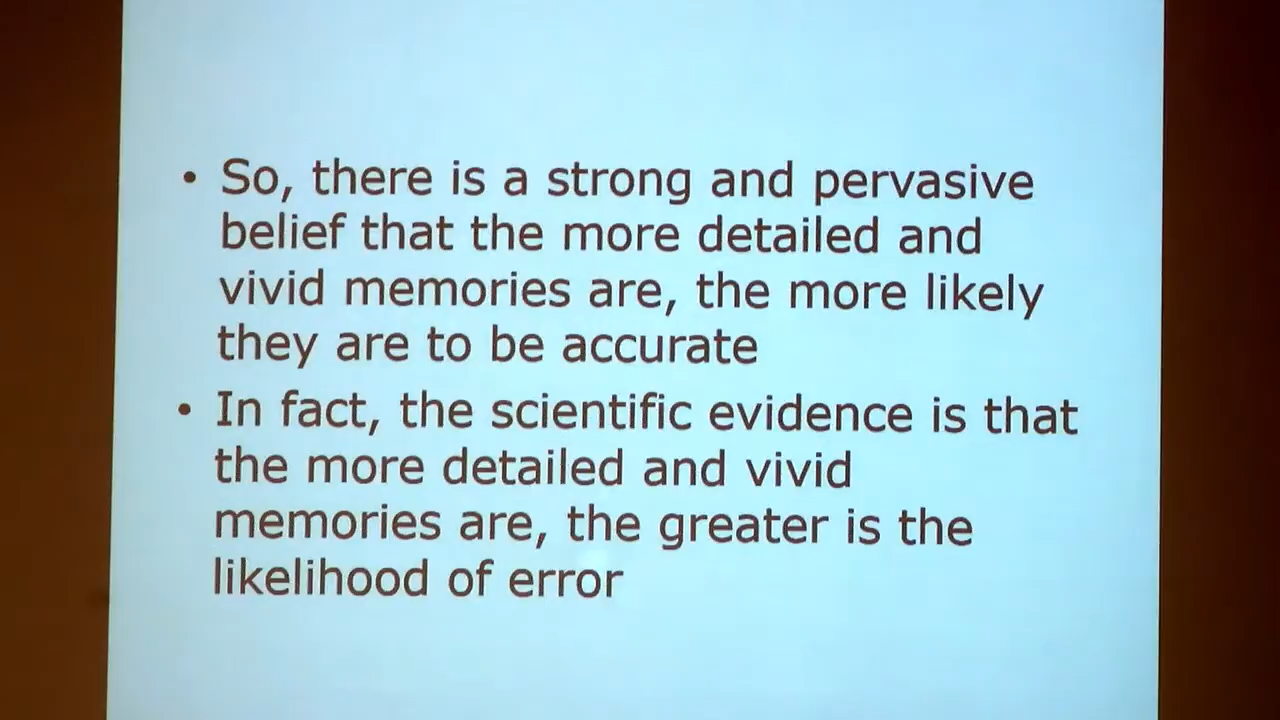 • So, there is a strong and pervasive
belief that the more detailed and
vivid memories are, the more likely
they are to be accurate
• In fact, the scientific evidence is that
the more detailed and vivid
memories are, the greater is the
likelihood of error